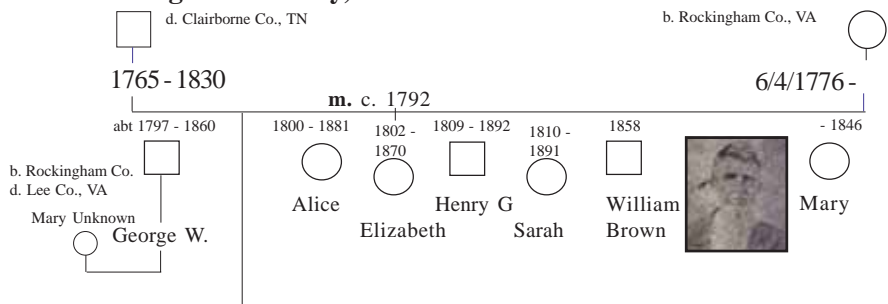 d. Clairborne Co., TN
b. Rockingham Co., VA
1765 - 1830
6/4/1776 -
m. c. 1792
abt 1797 - 1860
1800 - 1881
1802 -
1870
1809 - 1892
1810 -
1891
1858
- 1846
b. Rockingham Co.
d. Lee Co., VA
Mary Unknown
George W.
Alice
Elizabeth
Henry G
Sarah
William
Brown
Mary